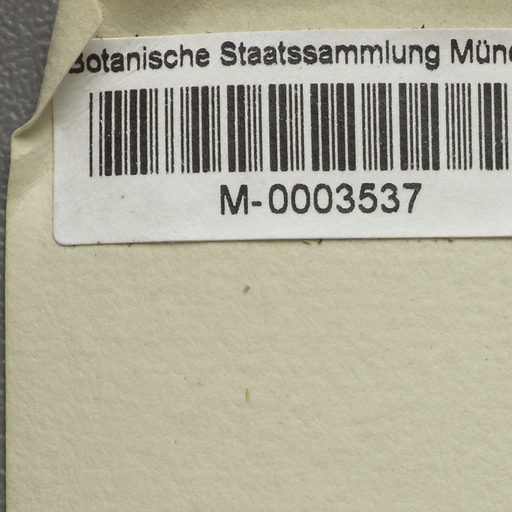 Botanische Staatssammlung Münc
M-0003537